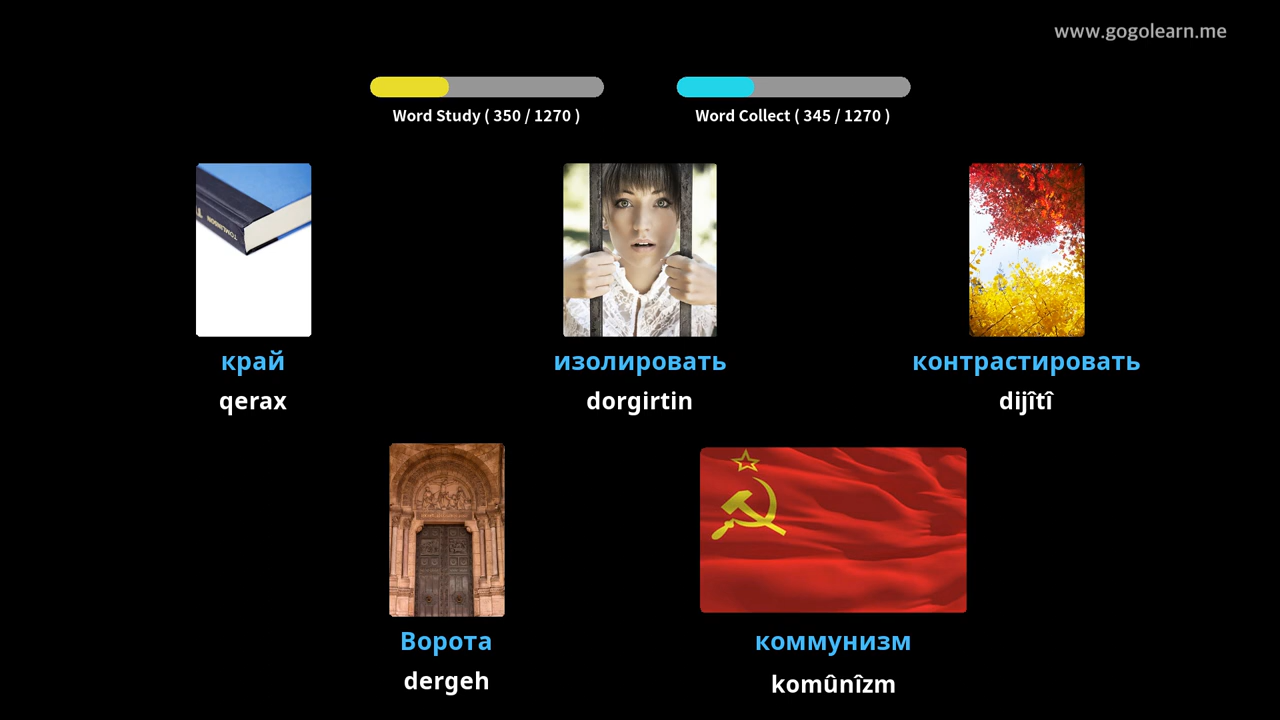 www.gogolearn.me
Word Study ( 350 / 1270 )
Word Collect ( 345 / 1270 )
TOMLINSON
край
изолировать
контрастировать
qerax
dorgirtin
dijîtî
Ворота
коммунизм
dergeh
komûnîzm